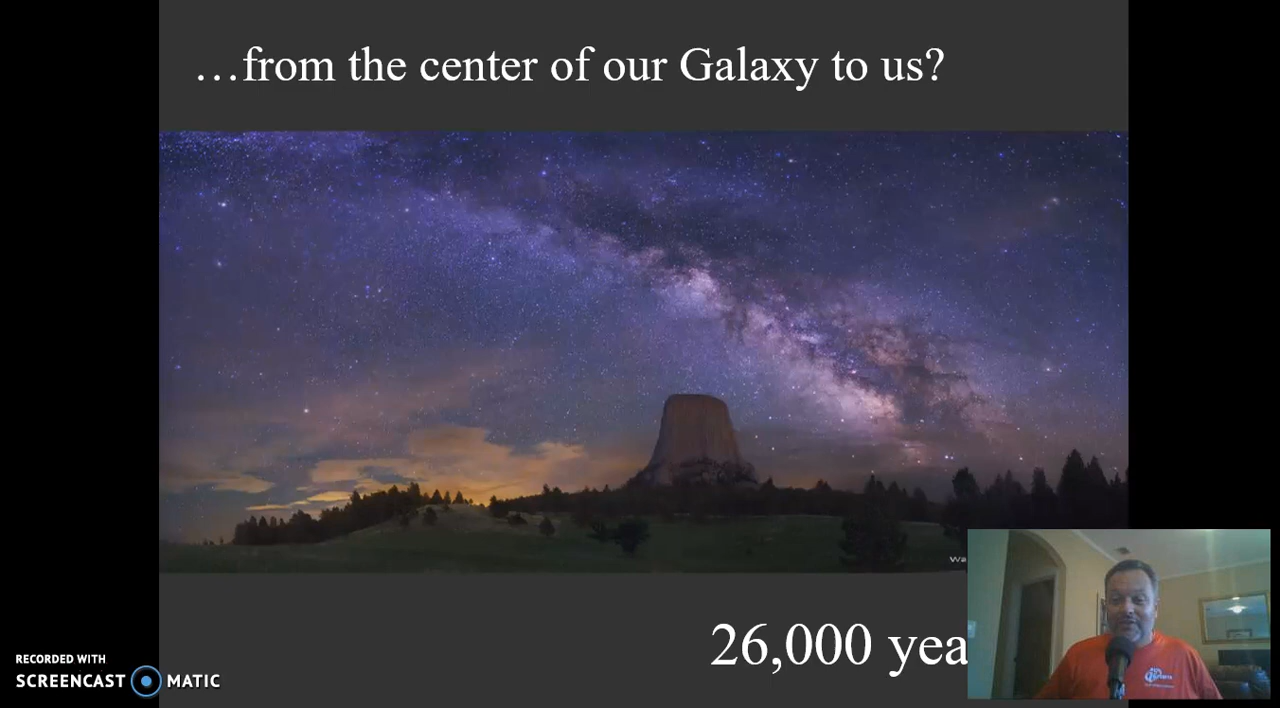 …from the center of our Galaxy to us?
26,000 yea
RECORDED WITH
SCREENCAST MATIC